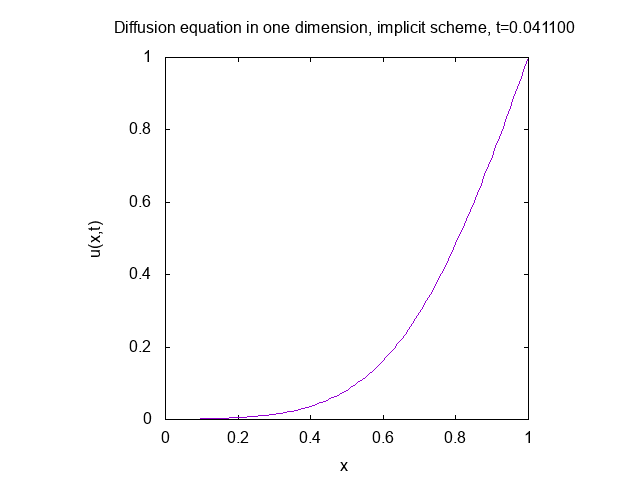 Diffusion equation in one dimension, implicit scheme, t=0.041100
1
0.8
0.6
0.4
0.2
0
u(x,t)
0 0.2 0.4 0.6 0.8 1
x